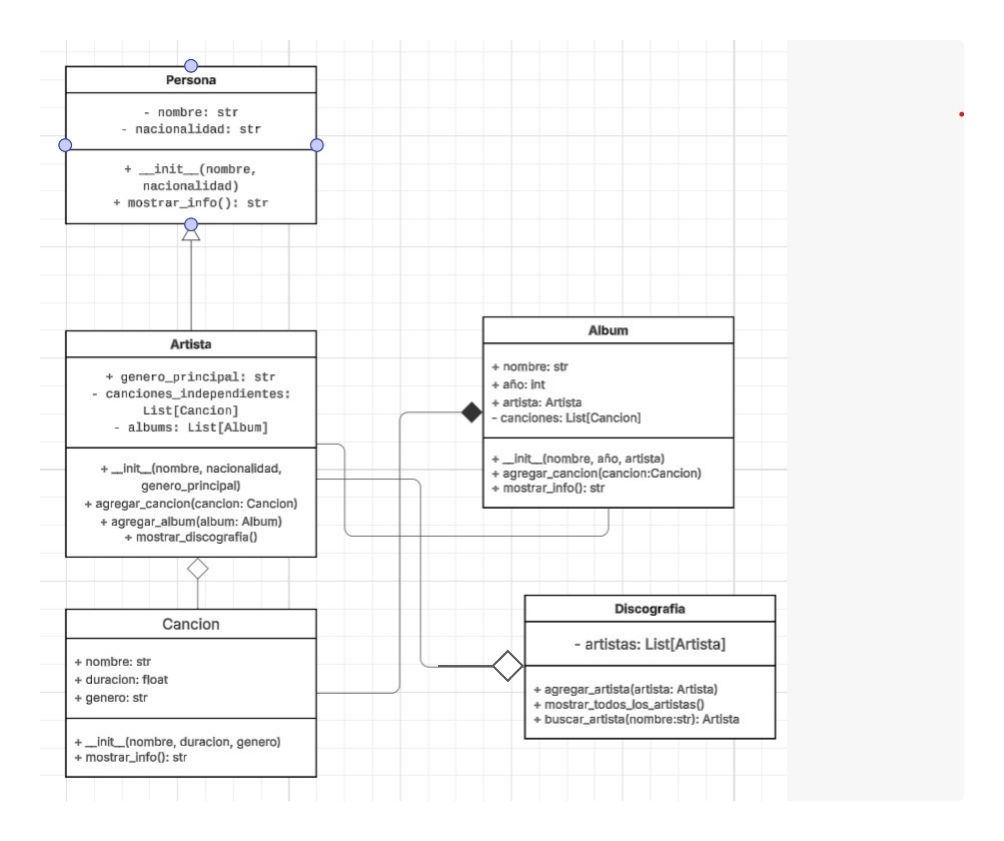 Persona
- nombre: str
- nacionalidad: str
+ __init__(nombre,
nacionalidad)
+ mostrar_info(): str
Artista
+ genero_principal: str
- canciones_independientes:
List[Cancion]
- albums: List[Album]
+ __init__(nombre, nacionalidad,
genero_principal)
+ agregar_cancion(cancion: Cancion)
+ agregar_album(album: Album)
+ mostrar_discografia()
Album
+ nombre: str
+ año: int
+ artista: Artista
- canciones: List[Cancion]
+ __init__(nombre, año, artista)
+ agregar_cancion(cancion:Cancion)
+ mostrar_info(): str
Cancion
+ nombre: str
+ duracion: float
+ genero: str
+ __init__(nombre, duracion, genero)
+ mostrar_info(): str
Discografia
- artistas: List[Artista]
+ agregar_artista(artista: Artista)
+ mostrar_todos_los_artistas()
+ buscar_artista(nombre:str): Artista